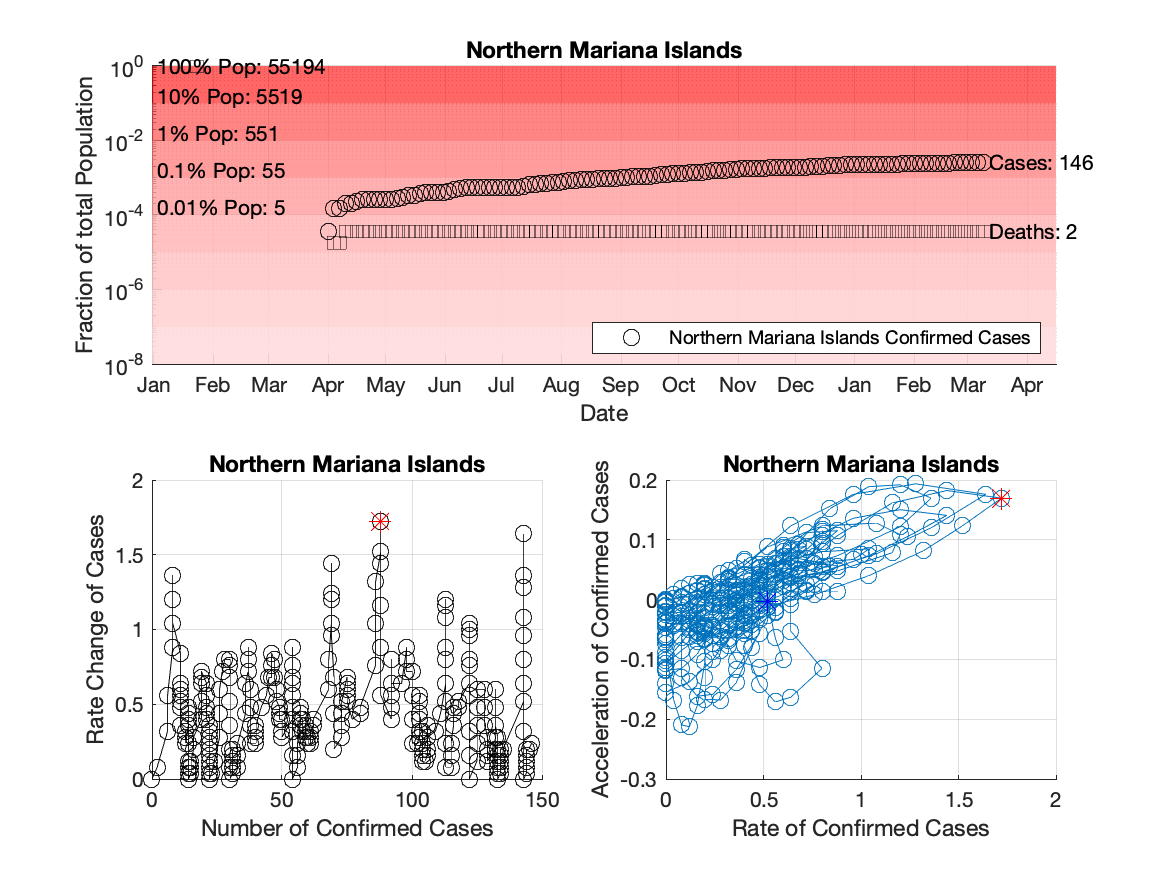 Northern Mariana Islands
10^0
10^-2
10^-4
10^-6
10^-8
Fraction of total Population
100% Pop: 55194
10% Pop: 5519
1% Pop: 551
0.1% Pop: 55
0.01% Pop: 5
Cases: 146
Deaths: 2
Northern Mariana Islands Confirmed Cases
Jan Feb Mar Apr May Jun Jul Aug Sep Oct Nov Dec Jan Feb Mar Apr
Date
Northern Mariana Islands
2
1.5
1
0.5
0
Rate Change of Cases
0 50 100 150
Number of Confirmed Cases
Northern Mariana Islands
0.2
0.1
0
-0.1
-0.2
-0.3
Acceleration of Confirmed Cases
0 0.5 1 1.5 2
Rate of Confirmed Cases